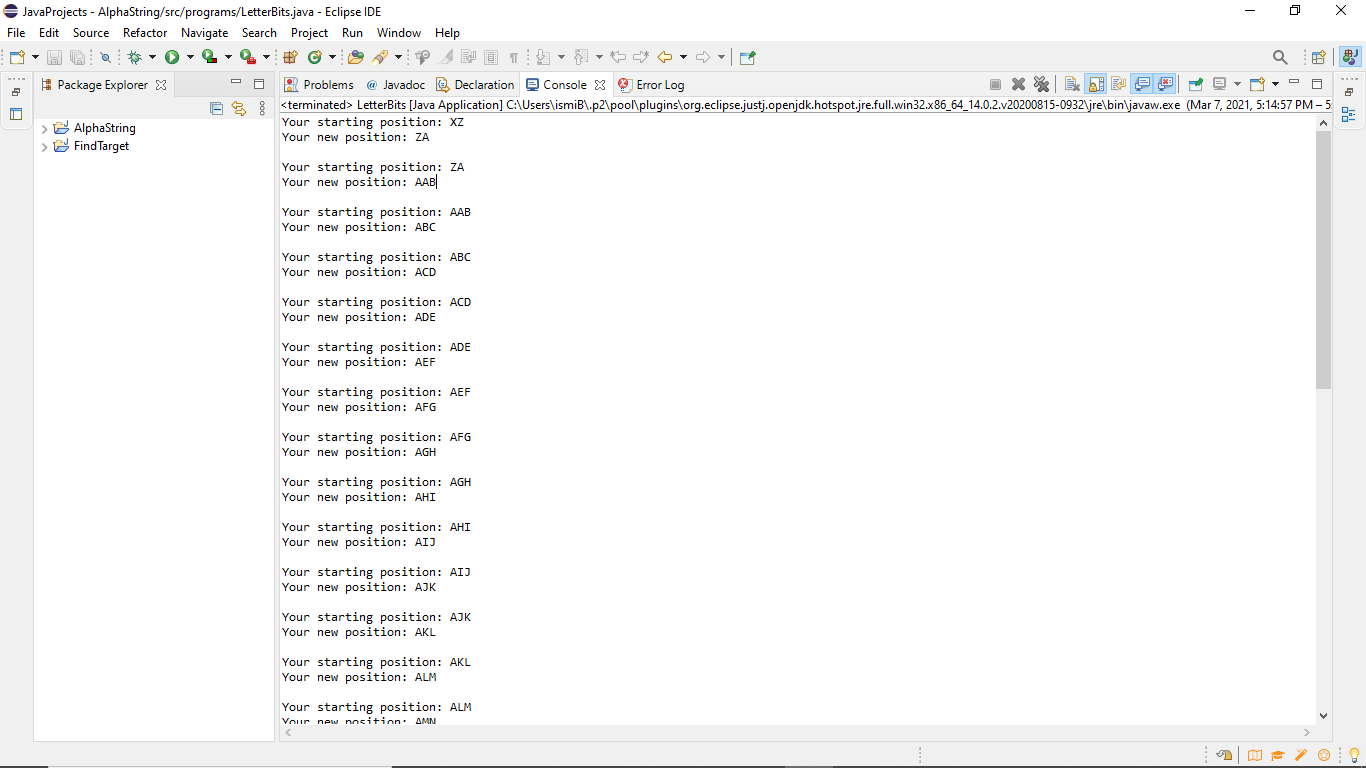 JavaProjects - AlphaString/src/programs/LetterBits.java - Eclipse IDE
File Edit Source Refactor Navigate Search Project Run Window Help
Package Explorer
AlphaString
FindTarget
Problems Javadoc Declaration Console Error Log
<terminated> LetterBits [Java Application] C:\Users\ismiB\.p2\pool\plugins\org.eclipse.justj.openjdk.hotspot.jre.full.win32.x86_64_14.0.2.v20200815-0932\jre\bin\javaw.exe (Mar 7, 2021, 5:14:57 PM – 5:
Your starting position: XZ
Your new position: ZA
Your starting position: ZA
Your new position: AAB
Your starting position: AAB
Your new position: ABC
Your starting position: ABC
Your new position: ACD
Your starting position: ACD
Your new position: ADE
Your starting position: ADE
Your new position: AEF
Your starting position: AEF
Your new position: AFG
Your starting position: AFG
Your new position: AGH
Your starting position: AGH
Your new position: AHI
Your starting position: AHI
Your new position: AIJ
Your starting position: AIJ
Your new position: AJK
Your starting position: AJK
Your new position: AKL
Your starting position: AKL
Your new position: ALM
Your starting position: ALM
Your new position: AMN